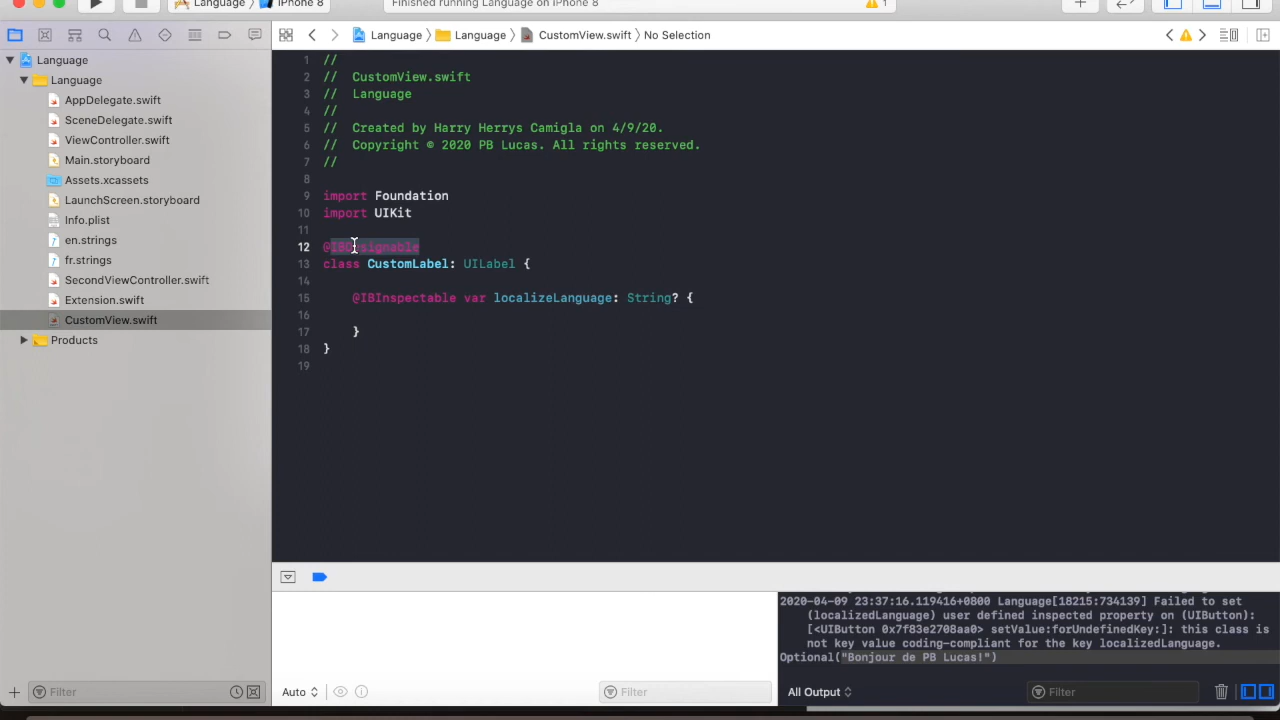 Language
iPhone 8
Finished running Language on iPhone 8
1
Language
Language
CustomView.swift
No Selection
Language
Language
AppDelegate.swift
SceneDelegate.swift
ViewController.swift
Main.storyboard
Assets.xcassets
LaunchScreen.storyboard
Info.plist
en.strings
fr.strings
SecondViewController.swift
Extension.swift
CustomView.swift
Products
1 //
2 // CustomView.swift
3 // Language
4 //
5 // Created by Harry Herrys Camigla on 4/9/20.
6 // Copyright © 2020 PB Lucas. All rights reserved.
7 //
8
9 import Foundation
10 import UIKit
11
12 @IBDesignable
13 class CustomLabel: UILabel {
14
15 @IBInspectable var localizeLanguage: String? {
16
17 }
18 }
19
2020-04-09 23:37:16.119416+0800 Language[18215:734139] Failed to set
(localizedLanguage) user defined inspected property on (UIButton):
[<UIButton 0x7f83e2708aa0> setValue:forUndefinedKey:]: this class is
not key value coding-compliant for the key localizedLanguage.
Optional("Bonjour de PB Lucas!")
Filter
Auto
Filter
All Output
Filter